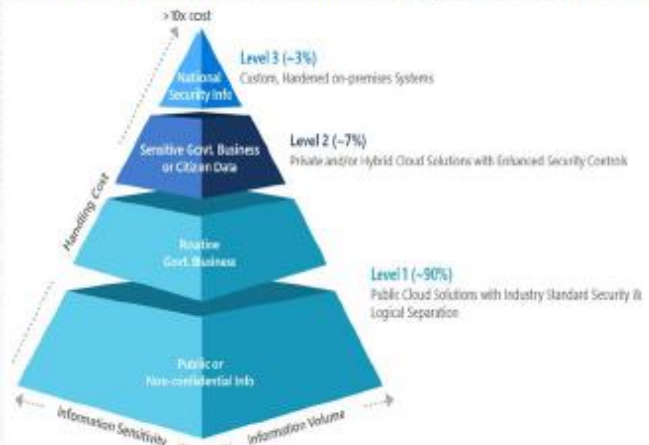 >10x cost
Level 3 (~3%)
Custom, Hardened on-premises Systems
National
Security Info
Level 2 (~7%)
Private and/or Hybrid Cloud Solutions with Enhanced Security Controls
Sensitive Govt. Business
or Citizen Data
Handling Cost
Routine
Govt. Business
Level 1 (~90%)
Public Cloud Solutions with Industry Standard Security &
Logical Separation
Public or
Non-confidential Info
Information Sensitivity
Information Volume